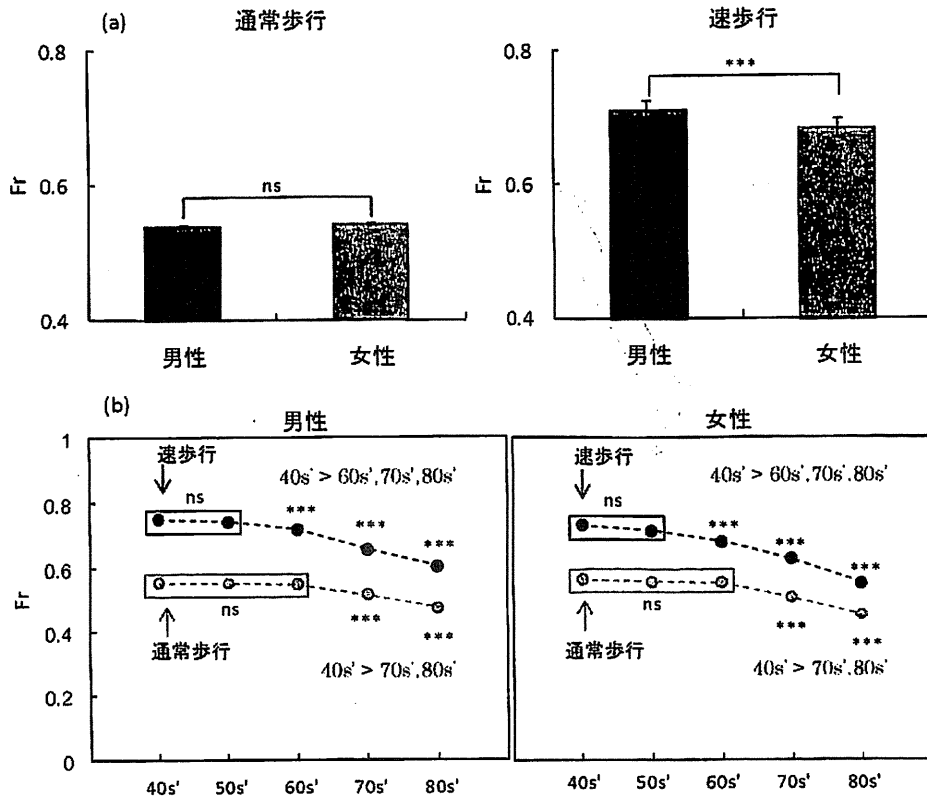 (a)
通常歩行
速歩行
0.8
0.6
0.4
Fr
ns
男性
女性
0.8
0.6
0.4
Fr
***
男性
女性
(b)
男性
女性
1
0.8
0.6
0.4
0.2
0
Fr
速歩行
ns
40s' > 60s',70s',80s'
***
***
***
ns
***
***
通常歩行
40s' > 70s',80s'
40s' 50s' 60s' 70s' 80s'
速歩行
ns
40s' > 60s',70s',80s'
***
***
***
ns
***
***
通常歩行
40s' > 70s',80s'
40s' 50s' 60s' 70s' 80s'